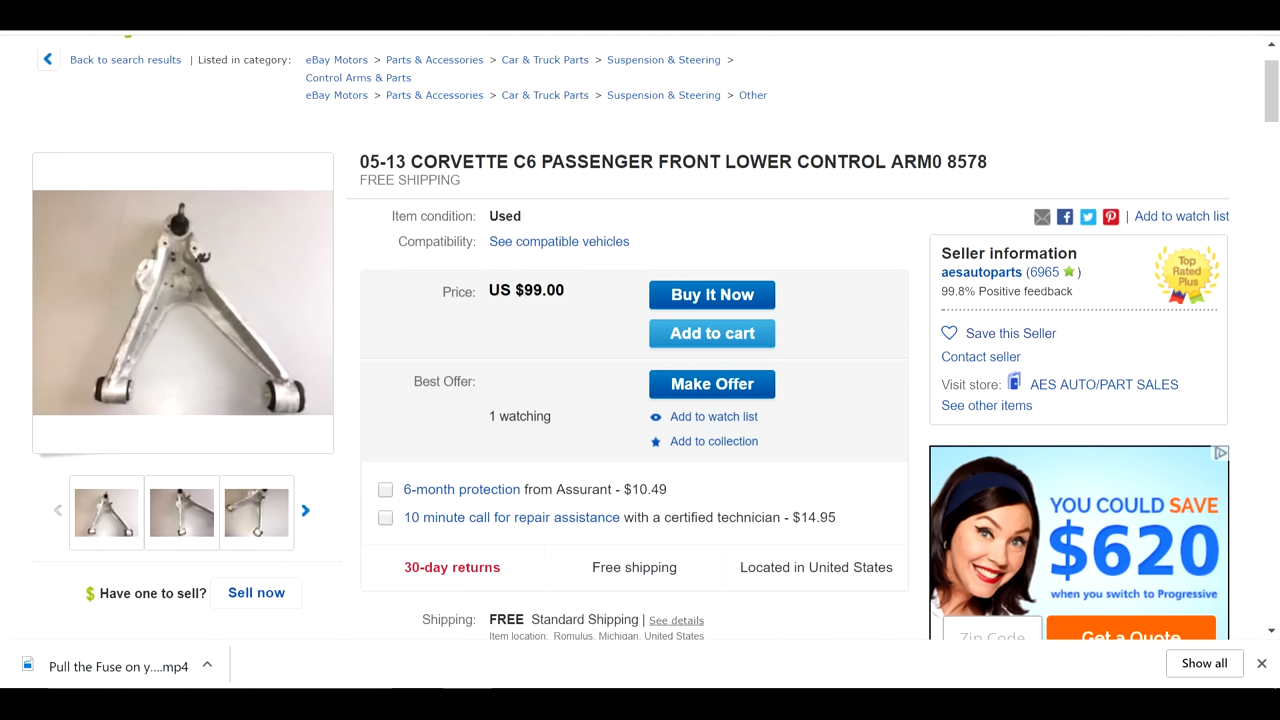 Back to search results | Listed in category: eBay Motors > Parts & Accessories > Car & Truck Parts > Suspension & Steering >
Control Arms & Parts
eBay Motors > Parts & Accessories > Car & Truck Parts > Suspension & Steering > Other
05-13 CORVETTE C6 PASSENGER FRONT LOWER CONTROL ARM0 8578
FREE SHIPPING
Item condition: Used
| Add to watch list
Compatibility: See compatible vehicles
Seller information
aesautoparts (6965 )
99.8% Positive feedback
Top
Rated
Plus
Price: US $99.00
Buy It Now
Add to cart
Save this Seller
Contact seller
Visit store: AES AUTO/PART SALES
See other items
Best Offer:
Make Offer
1 watching
Add to watch list
Add to collection
6-month protection from Assurant - $10.49
10 minute call for repair assistance with a certified technician - $14.95
30-day returns
Free shipping
Located in United States
YOU COULD SAVE
$620
when you switch to Progressive
Zip Code
Get a Quote
$ Have one to sell? Sell now
Shipping: FREE Standard Shipping | See details
Item location: Romulus, Michigan, United States
Pull the Fuse on y....mp4
Show all